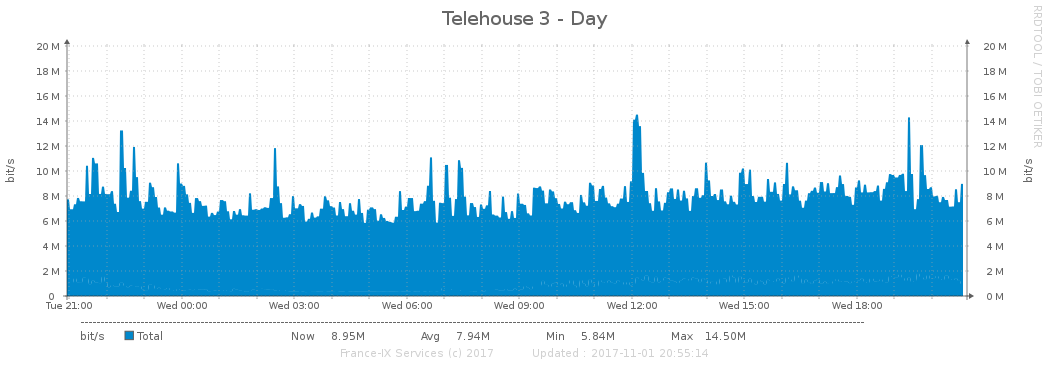 Telehouse 3 - Day
RRDTOOL / TOBI OETIKER
bit/s
20 M 20 M
18 M 18 M
16 M 16 M
14 M 14 M
12 M 12 M
10 M 10 M
8 M 8 M
6 M 6 M
4 M 4 M
2 M 2 M
0 0 M
bit/s
Tue 21:00 Wed 00:00 Wed 03:00 Wed 06:00 Wed 09:00 Wed 12:00 Wed 15:00 Wed 18:00
bit/s Total Now 8.95M Avg 7.94M Min 5.84M Max 14.50M
France-IX Services (c) 2017 Updated : 2017-11-01 20:55:14